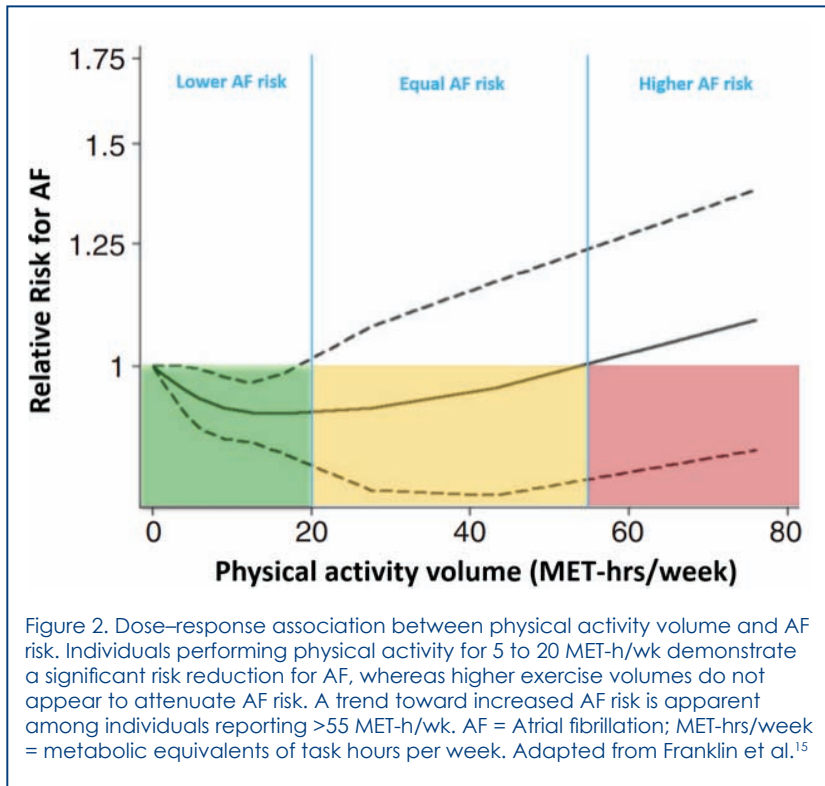 1.75
Lower AF risk
Equal AF risk
Higher AF risk
1.5
1.25
1
Relative Risk for AF
0
20
40
60
80
Physical activity volume (MET-hrs/week)
Figure 2. Dose–response association between physical activity volume and AF
risk. Individuals performing physical activity for 5 to 20 MET-h/wk demonstrate
a significant risk reduction for AF, whereas higher exercise volumes do not
appear to attenuate AF risk. A trend toward increased AF risk is apparent
among individuals reporting >55 MET-h/wk. AF = Atrial fibrillation; MET-hrs/week
= metabolic equivalents of task hours per week. Adapted from Franklin et al.¹⁵